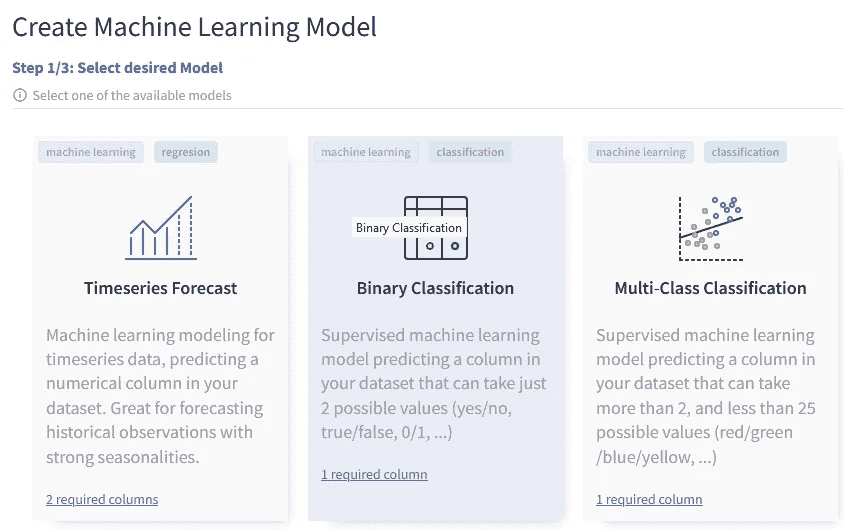 Create Machine Learning Model
Step 1/3: Select desired Model
Select one of the available models
machine learning regresion
Timeseries Forecast
Machine learning modeling for
timeseries data, predicting a
numerical column in your
dataset. Great for forecasting
historical observations with
strong seasonalities.
2 required columns
machine learning classification
Binary Classification
Binary Classification
Supervised machine learning
model predicting a column in
your dataset that can take just
2 possible values (yes/no,
true/false, 0/1, ...)
1 required column
machine learning classification
Multi-Class Classification
Supervised machine learning
model predicting a column in
your dataset that can take
more than 2, and less than 25
possible values (red/green
/blue/yellow, ...)
1 required column